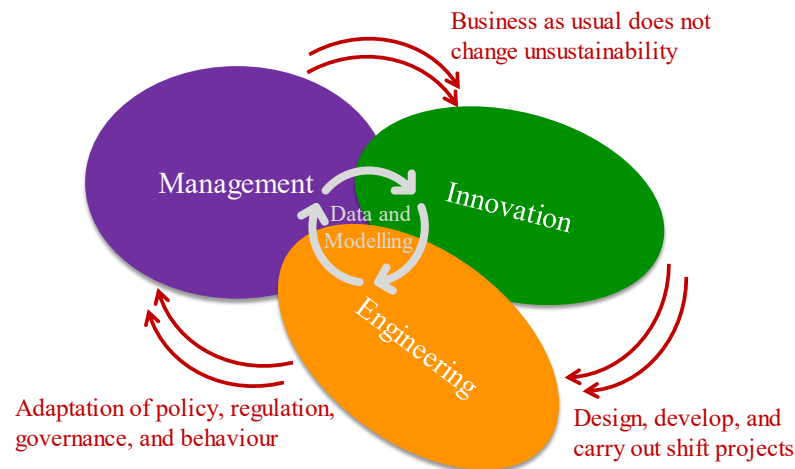 Business as usual does not
change unsustainability
Management
Innovation
Data and
Modelling
Engineering
Adaptation of policy, regulation,
governance, and behaviour
Design, develop, and
carry out shift projects